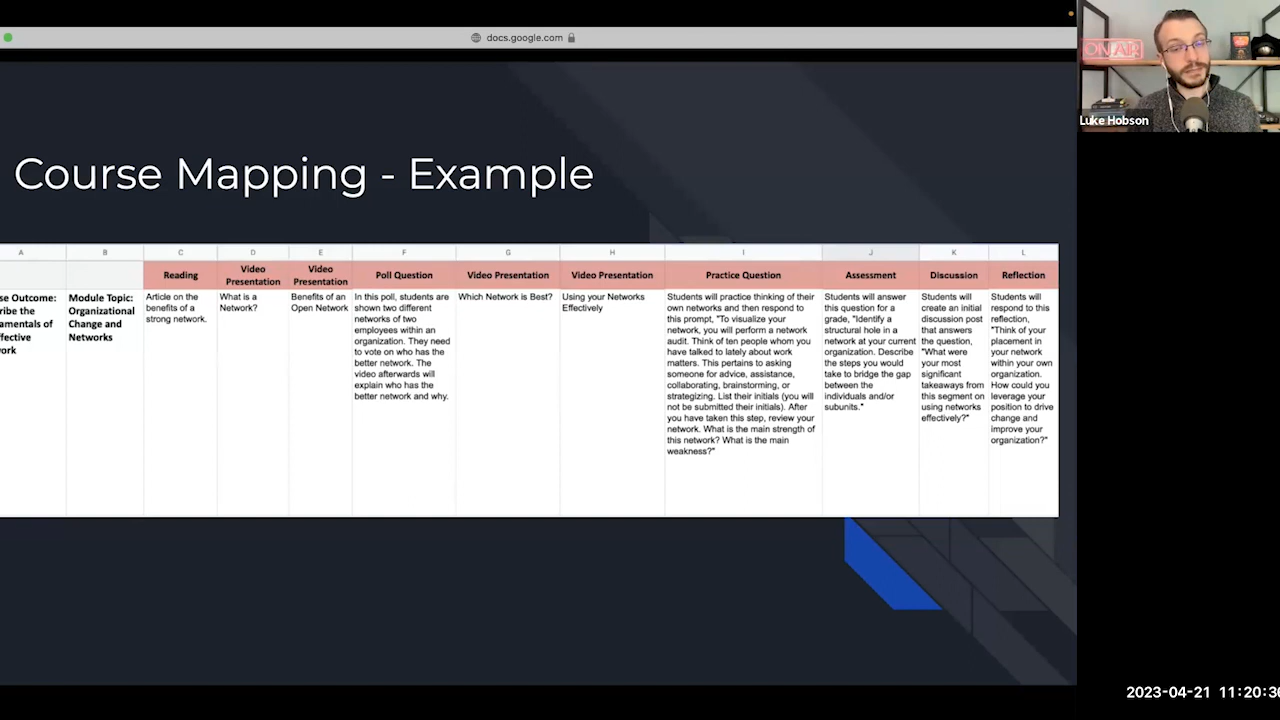 docs.google.com
ON AIR
Luke Hobson
Course Mapping - Example
A B C D E F G H I J K L
Reading
Video
Presentation
Video
Presentation
Poll Question
Video Presentation
Video Presentation
Practice Question
Assessment
Discussion
Reflection
se Outcome:
ribe the
amentals of
ffective
ork
Module Topic:
Organizational
Change and
Networks
Article on the
benefits of a
strong network.
What is a
Network?
Benefits of an
Open Network
In this poll, students are
shown two different
networks of two
employees within an
organization. They need
to vote on who has the
better network. The
video afterwards will
explain who has the
better network and why.
Which Network is Best?
Using your Networks
Effectively
Students will practice thinking of their
own networks and then respond to
this prompt, "To visualize your
network, you will perform a network
audit. Think of ten people whom you
have talked to lately about work
matters. This pertains to asking
someone for advice, assistance,
collaborating, brainstorming, or
strategizing. List their initials (you will
not be submitted their initials). After
you have taken this step, review your
network. What is the main strength of
this network? What is the main
weakness?"
Students will answer
this question for a
grade, "Identify a
structural hole in a
network at your current
organization. Describe
the steps you would
take to bridge the gap
between the
individuals and/or
subunits."
Students will
create an initial
discussion post
that answers
the question,
"What were
your most
significant
takeaways from
this segment on
using networks
effectively?"
Students will
respond to this
reflection,
"Think of your
placement in
your network
within your own
organization.
How could you
leverage your
position to drive
change and
improve your
organization?"
2023-04-21 11:20:36